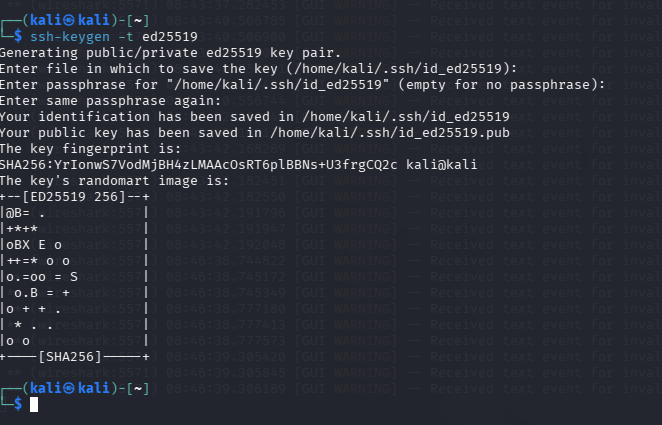 ┌──(kali㉿kali)-[~]
└─$ ssh-keygen -t ed25519
Generating public/private ed25519 key pair.
Enter file in which to save the key (/home/kali/.ssh/id_ed25519):
Enter passphrase for "/home/kali/.ssh/id_ed25519" (empty for no passphrase):
Enter same passphrase again:
Your identification has been saved in /home/kali/.ssh/id_ed25519
Your public key has been saved in /home/kali/.ssh/id_ed25519.pub
The key fingerprint is:
SHA256:YrIonwS7VodMjBH4zLMAAcOsRT6plBBNs+U3frgCQ2c kali@kali
The key's randomart image is:
+--[ED25519 256]--+
|@B= .            |
|+*+*             |
|oBX E o          |
|++=* o o         |
|o.=oo = S        |
| o.B = +         |
|o + + .          |
| * . .           |
|o o              |
+----[SHA256]-----+
┌──(kali㉿kali)-[~]
└─$